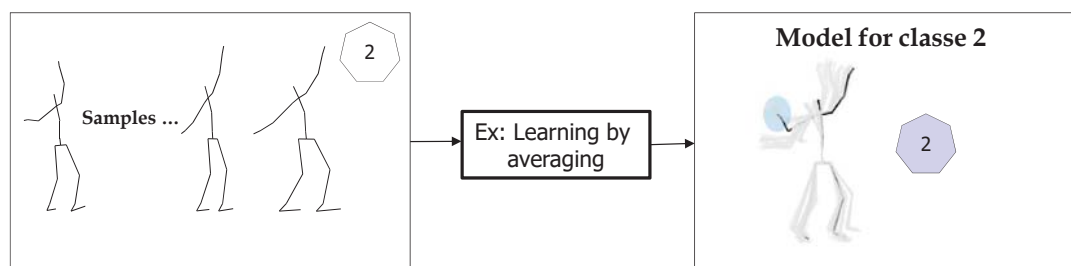 2
Samples ...
Ex: Learning by
averaging
Model for classe 2
2